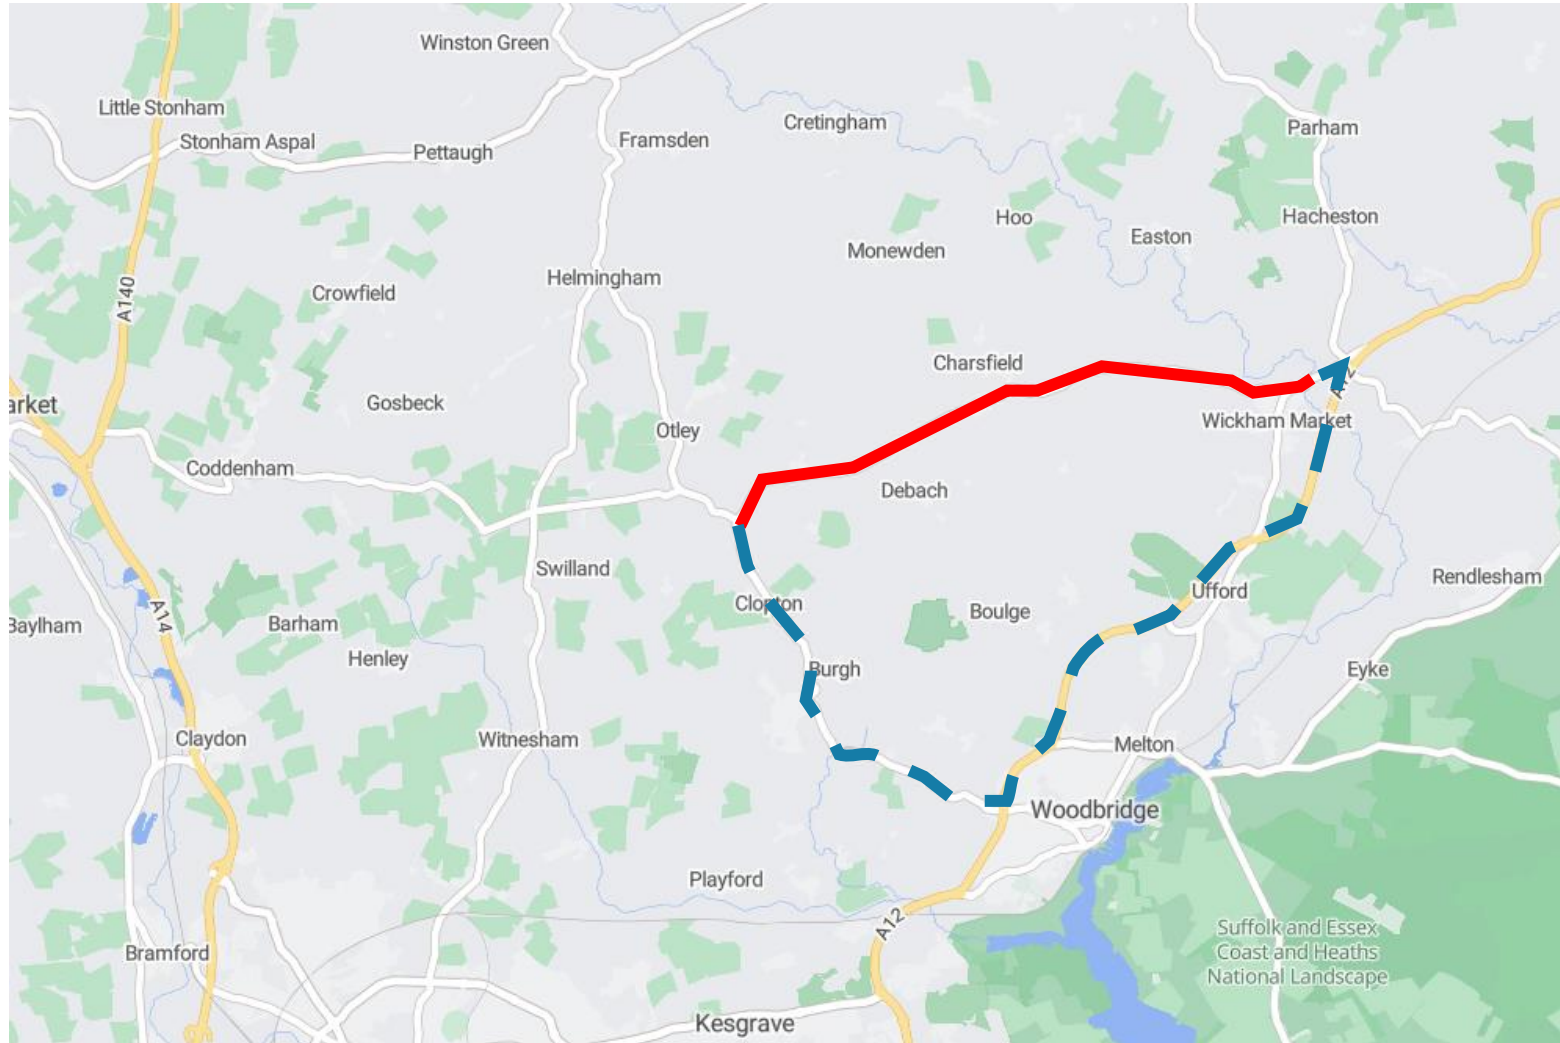 Winston Green
Little Stonham
Stonham Aspal
Pettaugh
Framsden
Cretingham
Parham
Hoo
Hacheston
Easton
Monewden
Helmingham
Crowfield
A140
Charsfield
A12
arket
Gosbeck
Otley
Wickham Market
Coddenham
Debach
Swilland
Rendlesham
Ufford
Clopton
Boulge
A14
Barham
Baylham
Henley
Burgh
Eyke
Claydon
Witnesham
Melton
Woodbridge
Playford
A12
Bramford
Suffolk and Essex
Coast and Heaths
National Landscape
Kesgrave